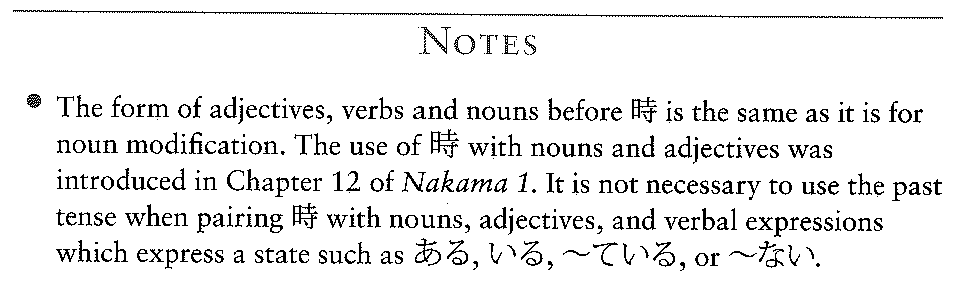 NOTES
• The form of adjectives, verbs and nouns before 時 is the same as it is for
noun modification. The use of 時 with nouns and adjectives was
introduced in Chapter 12 of Nakama 1. It is not necessary to use the past
tense when pairing 時 with nouns, adjectives, and verbal expressions
which express a state such as ある, いる, 〜ている, or 〜ない.